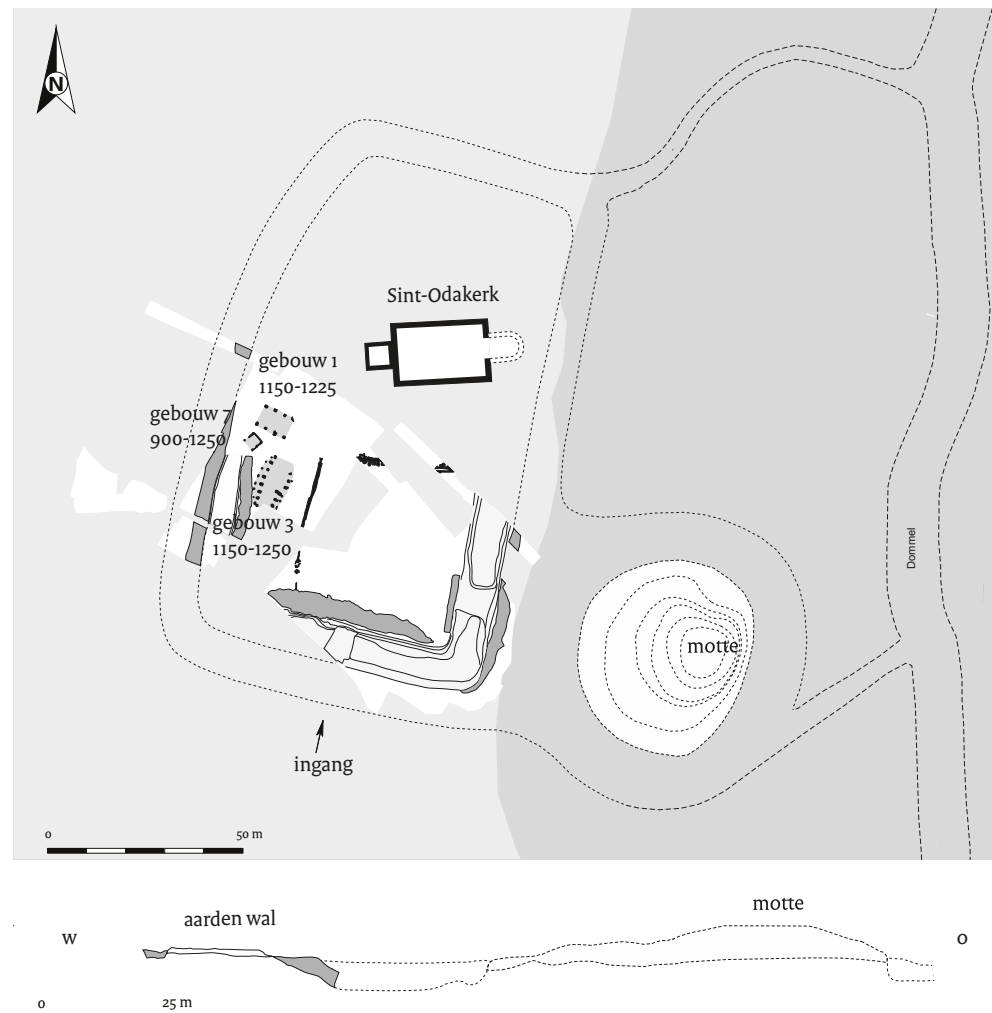 N
Sint-Odakerk
gebouw 1
1150-1225
gebouw 7
900-1250
gebouw 3
1150-1250
Dommel
motte
ingang
0 50 m
motte
aarden wal
W O
0 25 m